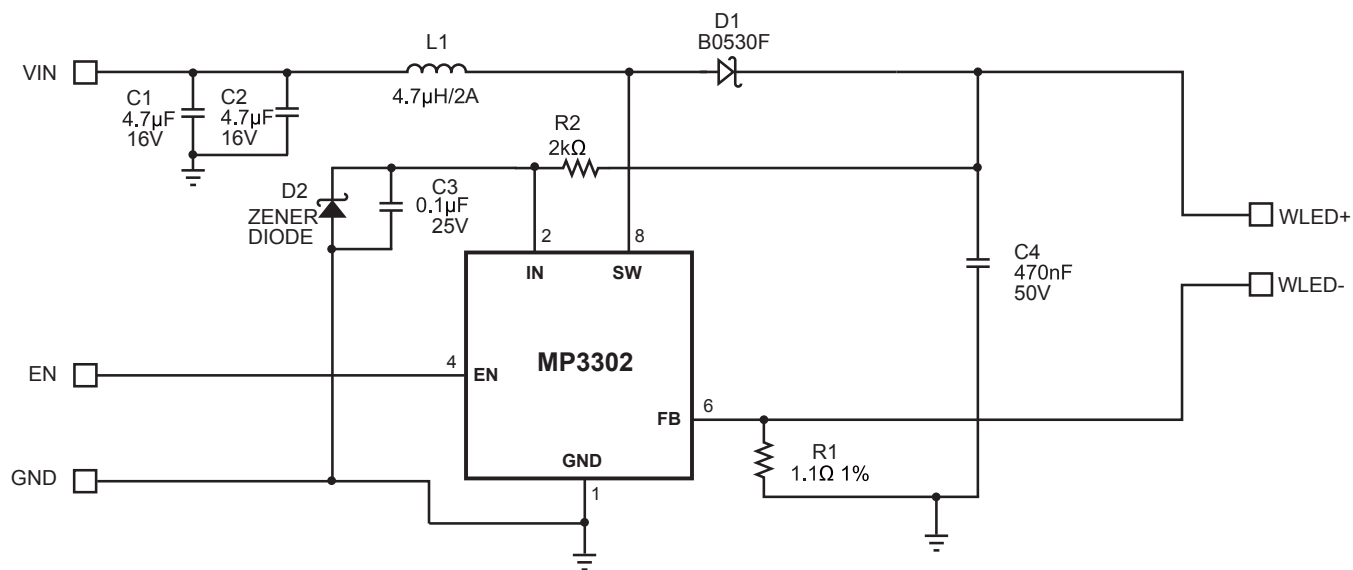 D1
B0530F
L1
4.7µH/2A
VIN
C1
4.7µF
16V
C2
4.7µF
16V
R2
2kΩ
D2
ZENER
DIODE
C3
0.1µF
25V
2
8
IN
SW
C4
470nF
50V
WLED+
WLED-
EN
4
EN
MP3302
FB
6
R1
1.1Ω 1%
GND
GND
1